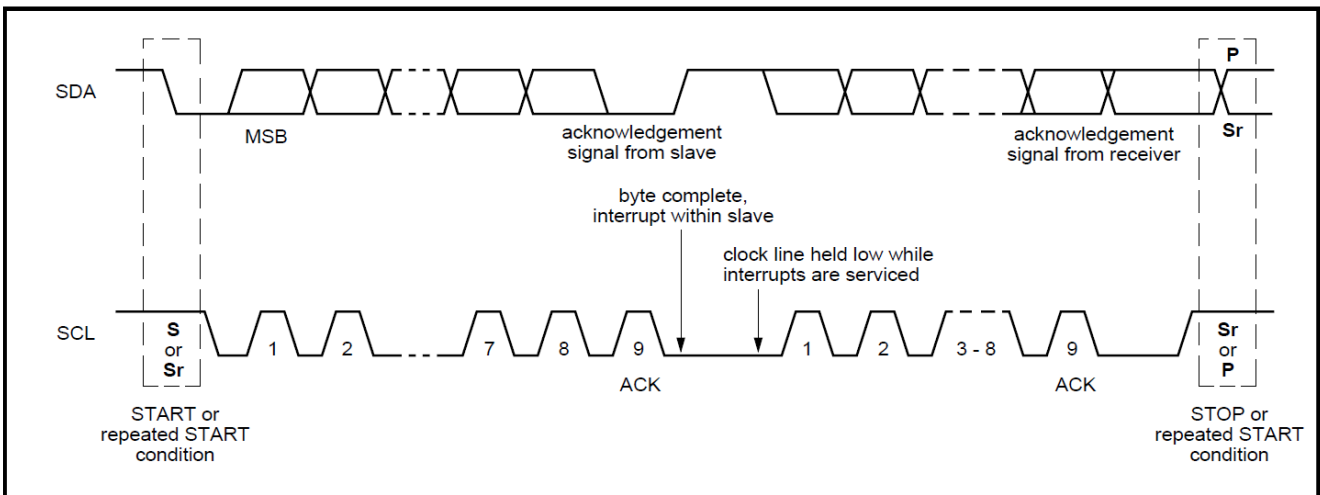 SDA
MSB
acknowledgement
signal from slave
acknowledgement
signal from receiver
P
Sr
byte complete,
interrupt within slave
clock line held low while
interrupts are serviced
SCL
S
or
Sr
1
2
7
8
9
1
2
3 - 8
9
Sr
or
P
ACK
ACK
START or
repeated START
condition
STOP or
repeated START
condition